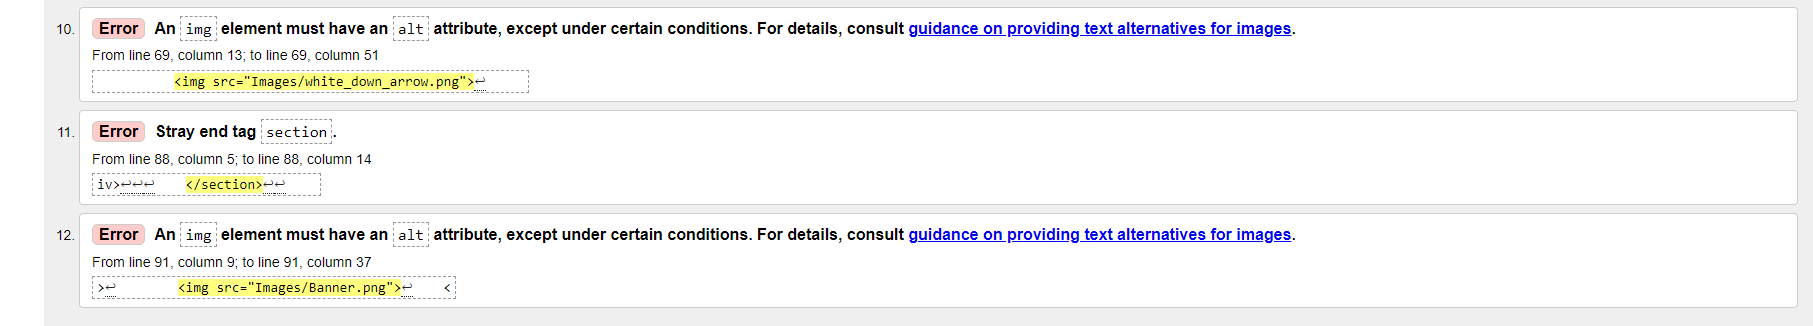 10. Error An img element must have an alt attribute, except under certain conditions. For details, consult guidance on providing text alternatives for images.
From line 69, column 13; to line 69, column 51
<img src="Images/white_down_arrow.png">↩
11. Error Stray end tag section.
From line 88, column 5; to line 88, column 14
iv>↩↩↩    </section>↩↩
12. Error An img element must have an alt attribute, except under certain conditions. For details, consult guidance on providing text alternatives for images.
From line 91, column 9; to line 91, column 37
>↩        <img src="Images/Banner.png">↩    <